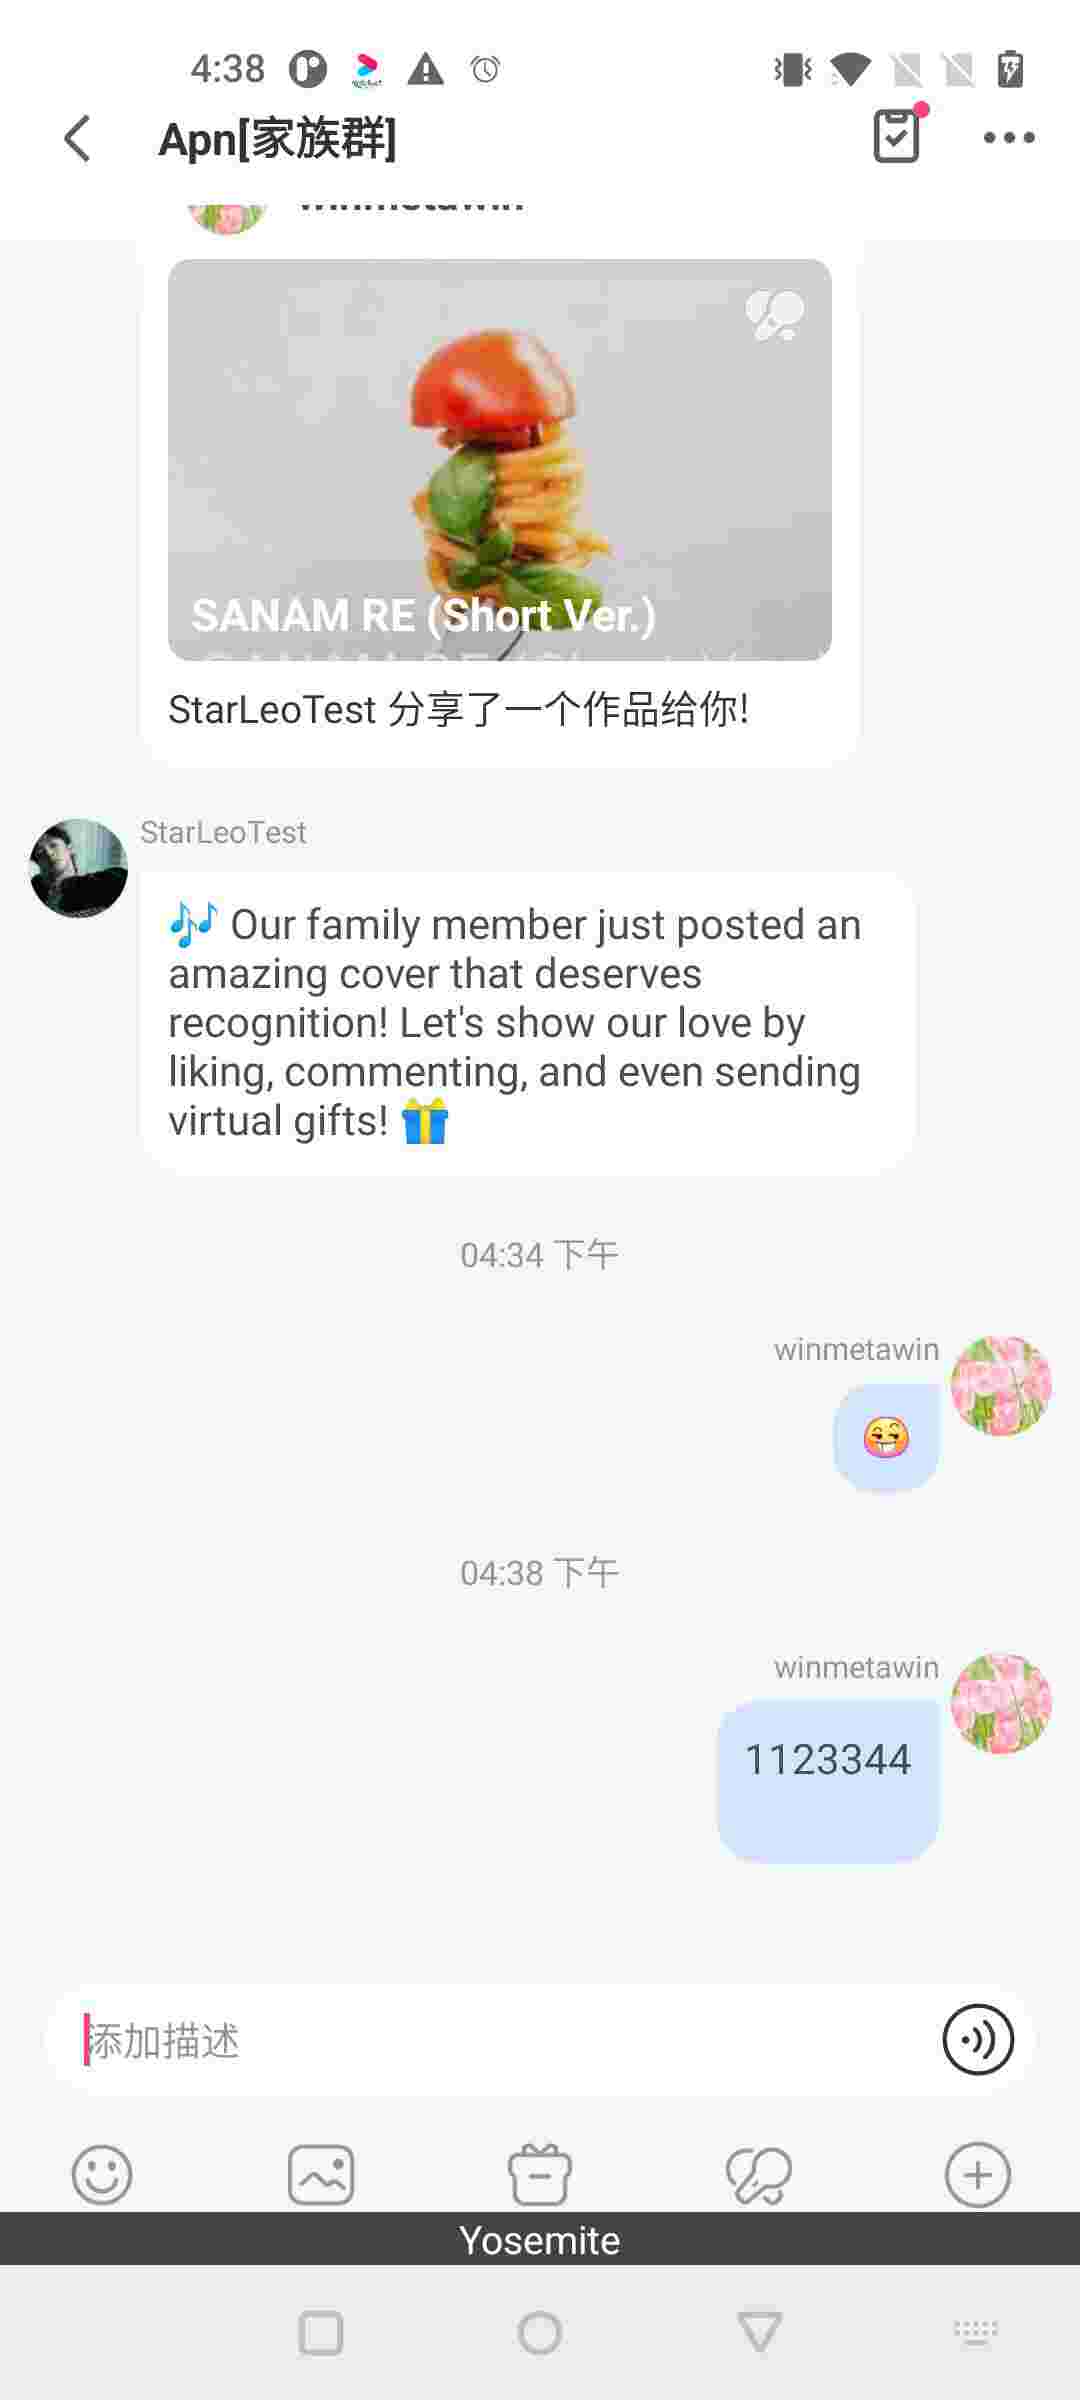 4:38
Apn[家族群]
winmetawin
SANAM RE (Short Ver.)
StarLeoTest 分享了一个作品给你!
StarLeoTest
🎶 Our family member just posted an
amazing cover that deserves
recognition! Let's show our love by
liking, commenting, and even sending
virtual gifts! 🎁
04:34 下午
winmetawin
04:38 下午
winmetawin
1123344
添加描述
Yosemite